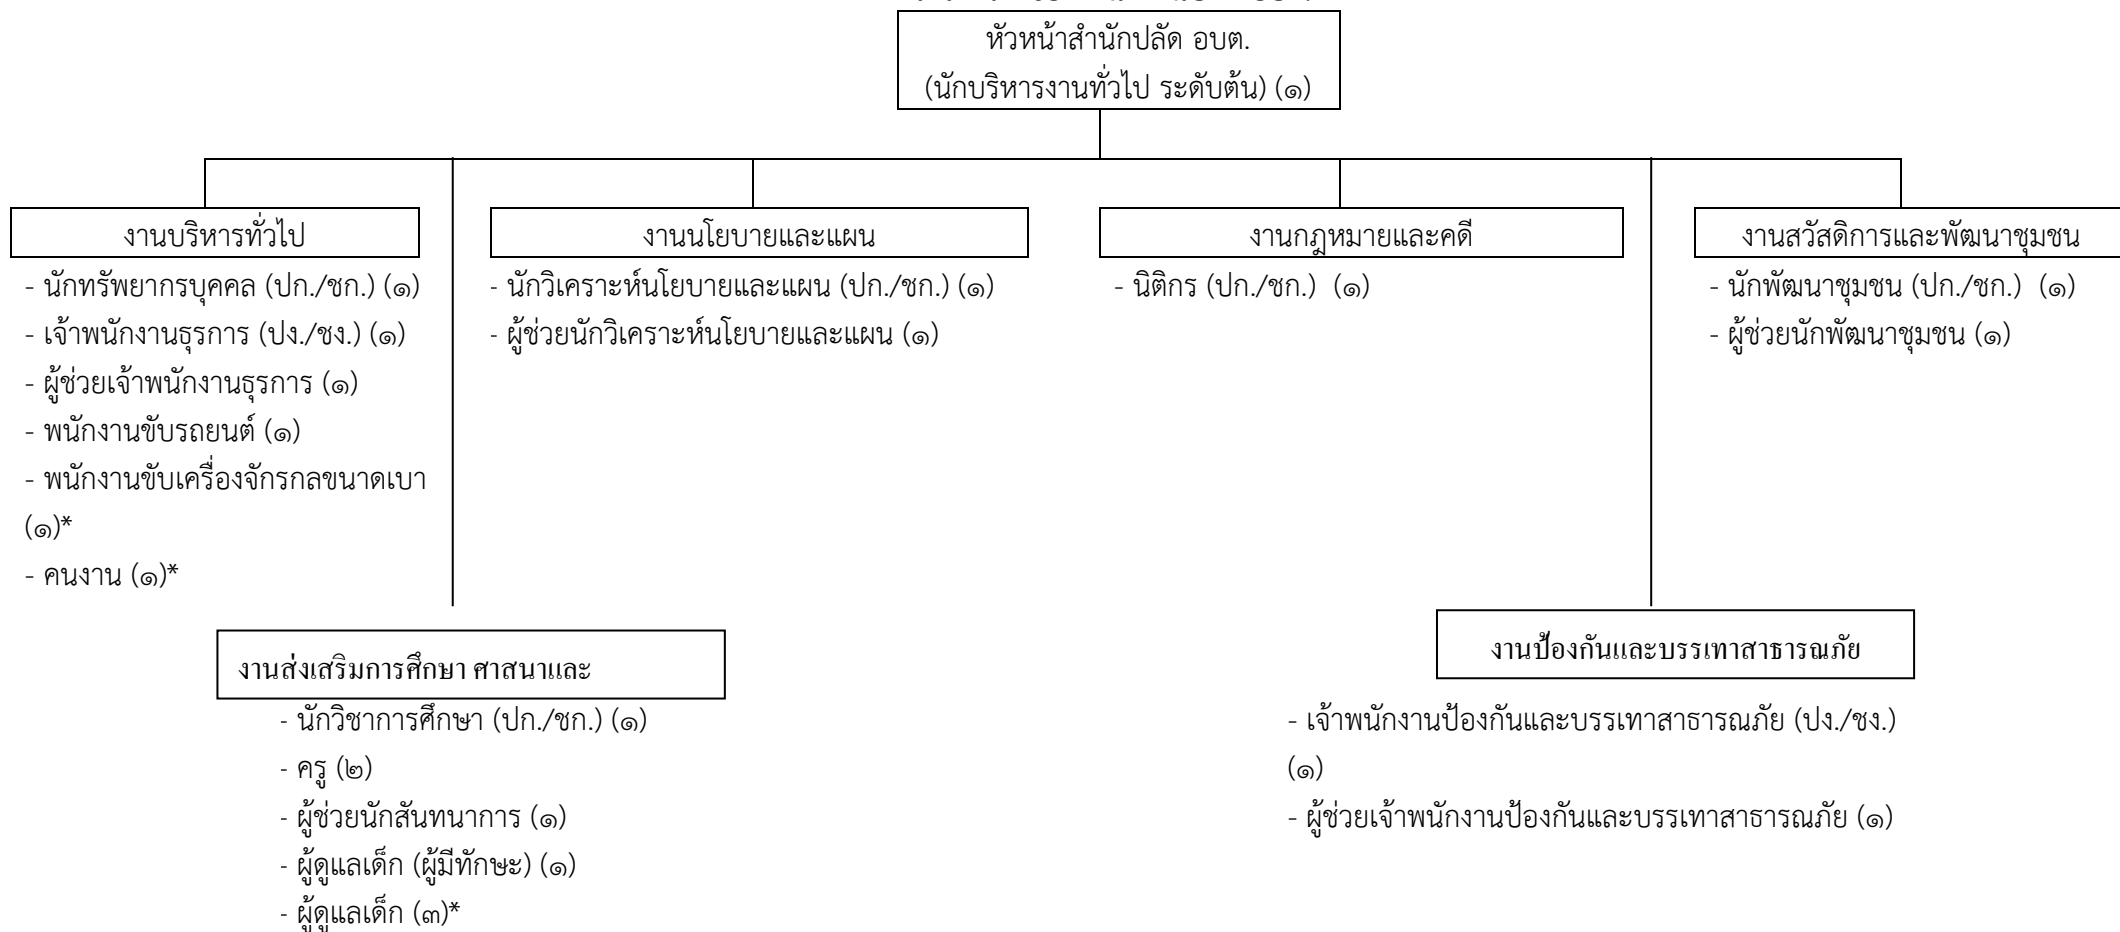 หัวหน้าสำนักปลัด อบต.
(นักบริหารงานทั่วไป ระดับต้น) (๑)
งานบริหารทั่วไป
- นักทรัพยากรบุคคล (ปก./ชก.) (๑)
- เจ้าพนักงานธุรการ (ปง./ชง.) (๑)
- ผู้ช่วยเจ้าพนักงานธุรการ (๑)
- พนักงานขับรถยนต์ (๑)
- พนักงานขับเครื่องจักรกลขนาดเบา
(๑)*
- คนงาน (๑)*
งานนโยบายและแผน
- นักวิเคราะห์นโยบายและแผน (ปก./ชก.) (๑)
- ผู้ช่วยนักวิเคราะห์นโยบายและแผน (๑)
งานกฎหมายและคดี
- นิติกร (ปก./ชก.) (๑)
งานสวัสดิการและพัฒนาชุมชน
- นักพัฒนาชุมชน (ปก./ชก.) (๑)
- ผู้ช่วยนักพัฒนาชุมชน (๑)
งานส่งเสริมการศึกษา ศาสนาและ
- นักวิชาการศึกษา (ปก./ชก.) (๑)
- ครู (๒)
- ผู้ช่วยนักสันทนาการ (๑)
- ผู้ดูแลเด็ก (ผู้มีทักษะ) (๑)
- ผู้ดูแลเด็ก (๓)*
งานป้องกันและบรรเทาสาธารณภัย
- เจ้าพนักงานป้องกันและบรรเทาสาธารณภัย (ปง./ชง.)
(๑)
- ผู้ช่วยเจ้าพนักงานป้องกันและบรรเทาสาธารณภัย (๑)